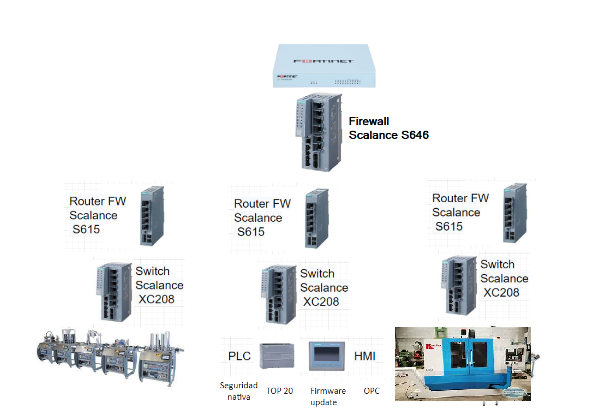 FORTINET
FORTINET
Firewall
Scalance S646
Router FW
Scalance
S615
Router FW
Scalance
S615
Router FW
Scalance
S615
Switch
Scalance
XC208
Switch
Scalance
XC208
Switch
Scalance
XC208
PLC
HMI
Seguridad
nativa
TOP 20
Firmware
update
OPC